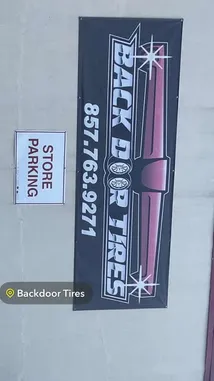 BACK DOOR TIRES
857.763.9271
STORE
PARKING
Backdoor Tires